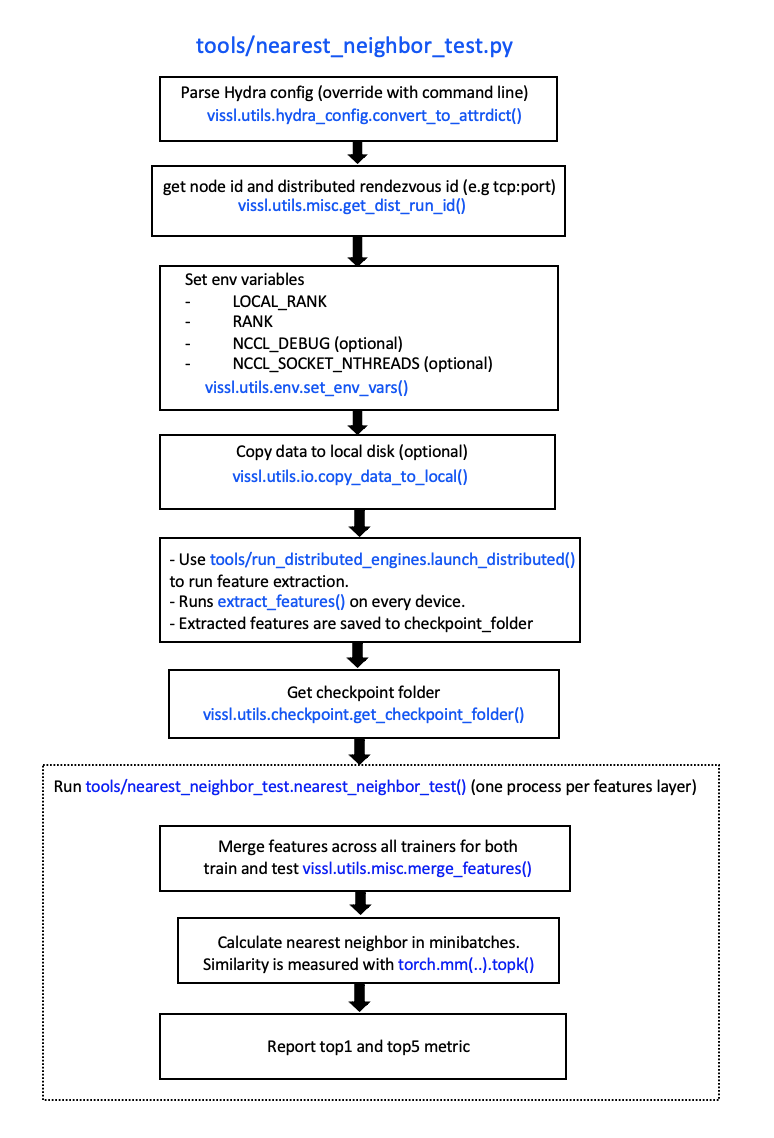 tools/nearest_neighbor_test.py
Parse Hydra config (override with command line)
vissl.utils.hydra_config.convert_to_attrdict()
get node id and distributed rendezvous id (e.g tcp:port)
vissl.utils.misc.get_dist_run_id()
Set env variables
- LOCAL_RANK
- RANK
- NCCL_DEBUG (optional)
- NCCL_SOCKET_NTHREADS (optional)
vissl.utils.env.set_env_vars()
Copy data to local disk (optional)
vissl.utils.io.copy_data_to_local()
- Use tools/run_distributed_engines.launch_distributed()
to run feature extraction.
- Runs extract_features() on every device.
- Extracted features are saved to checkpoint_folder
Get checkpoint folder
vissl.utils.checkpoint.get_checkpoint_folder()
Run tools/nearest_neighbor_test.nearest_neighbor_test() (one process per features layer)
Merge features across all trainers for both
train and test vissl.utils.misc.merge_features()
Calculate nearest neighbor in minibatches.
Similarity is measured with torch.mm(..).topk()
Report top1 and top5 metric